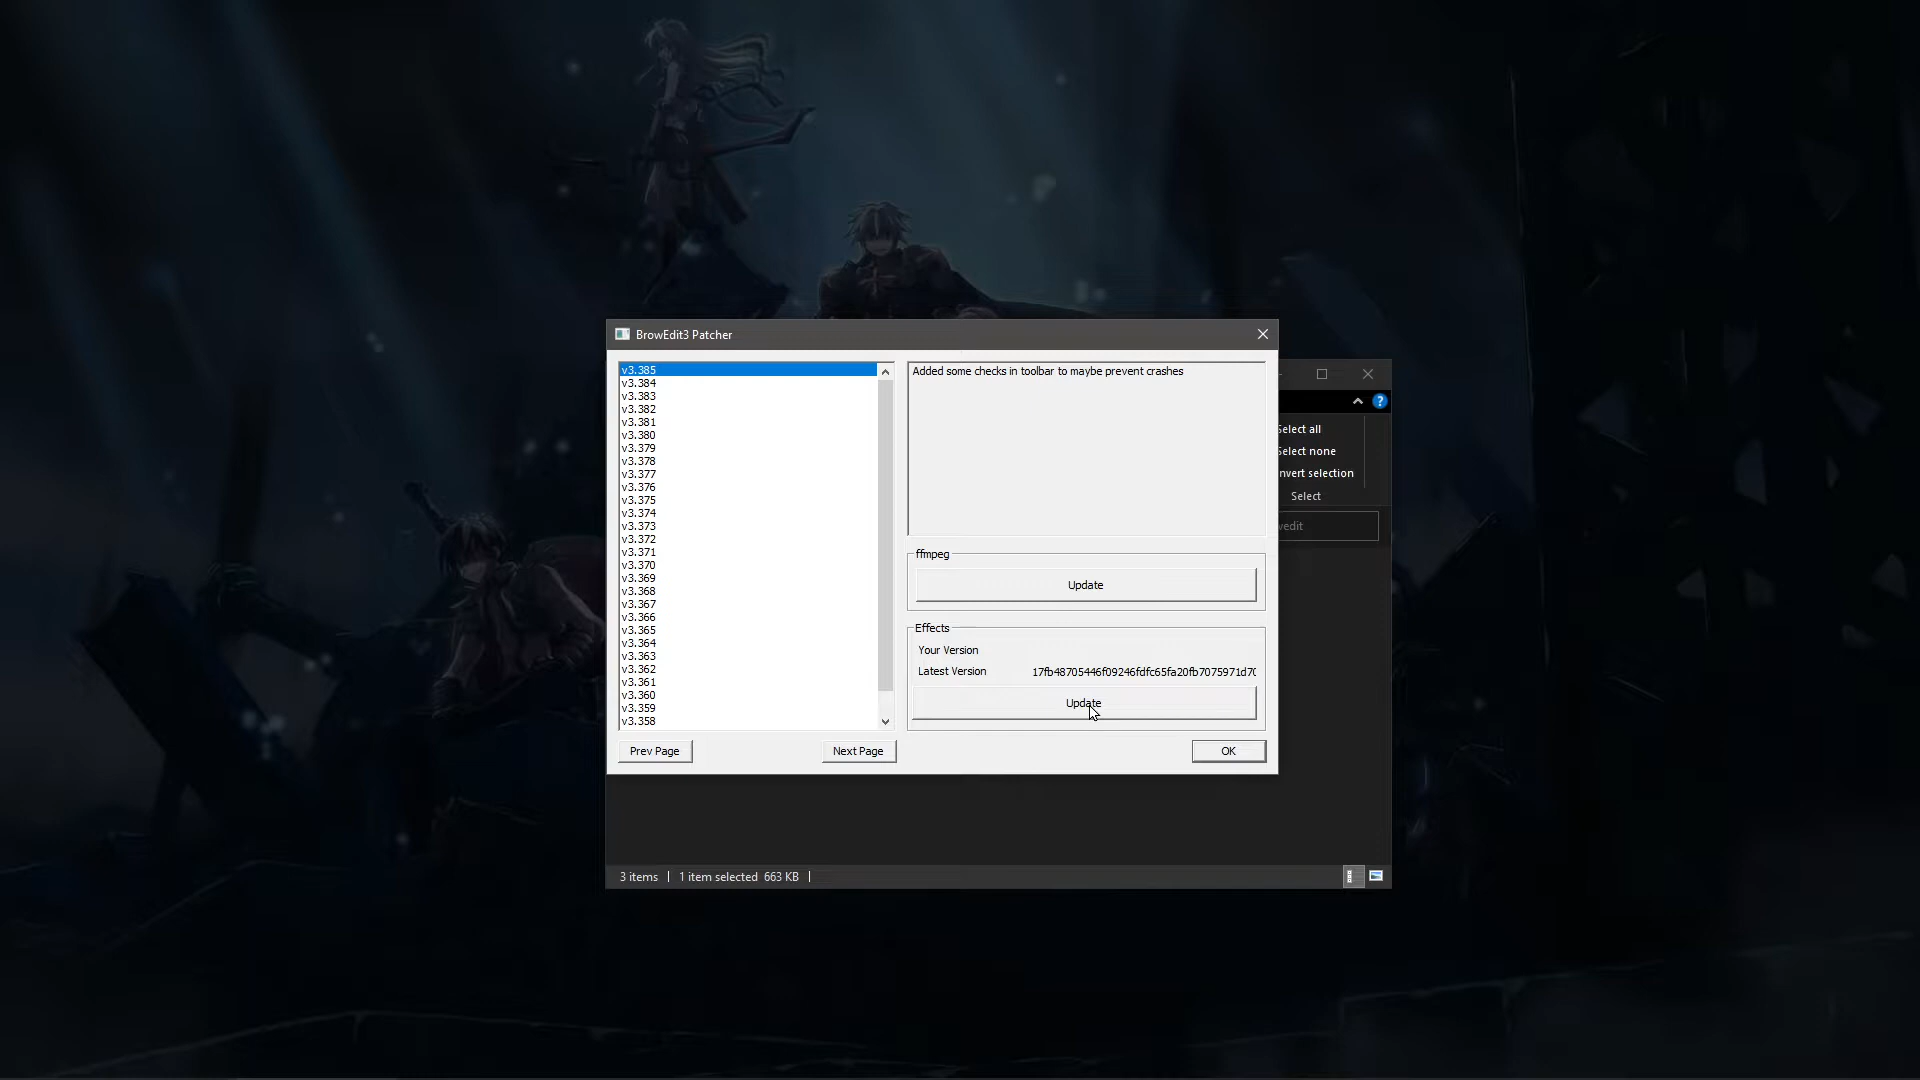 BrowEdit3 Patcher
v3.385
v3.384
v3.383
v3.382
v3.381
v3.380
v3.379
v3.378
v3.377
v3.376
v3.375
v3.374
v3.373
v3.372
v3.371
v3.370
v3.369
v3.368
v3.367
v3.366
v3.365
v3.364
v3.363
v3.362
v3.361
v3.360
v3.359
v3.358
Prev Page
Next Page
Added some checks in toolbar to maybe prevent crashes
ffmpeg
Update
Effects
Your Version
Latest Version 17fb48705446f09246fdfc65fa20fb7075971d70
Update
OK
?
Select all
Select none
nvert selection
Select
vedit
3 items
1 item selected 663 KB